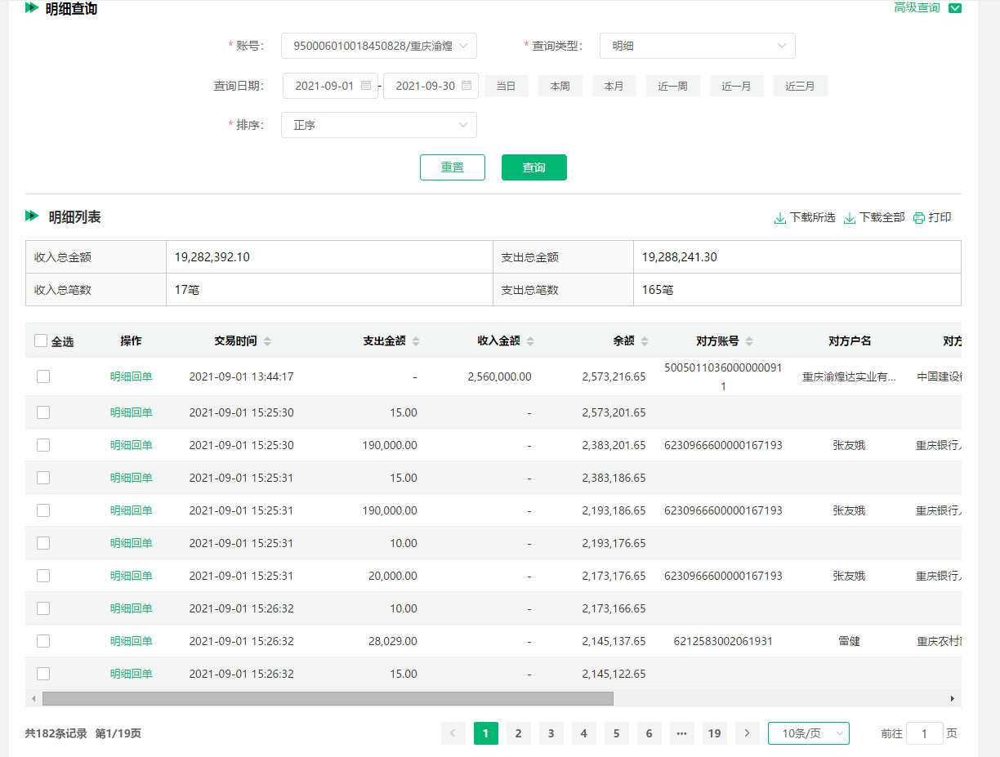 明细查询 高级查询
* 账号： 950006010018450828/重庆渝煌 * 查询类型： 明细
查询日期： 2021-09-01 - 2021-09-30 当日 本周 本月 近一周 近一月 近三月
* 排序： 正序
重置 查询
明细列表 下载所选 下载全部 打印
收入总金额 19,282,392.10 支出总金额 19,288,241.30
收入总笔数 17笔 支出总笔数 165笔
全选 操作 交易时间 支出金额 收入金额 余额 对方账号 对方户名 对方
明细回单 2021-09-01 13:44:17 - 2,560,000.00 2,573,216.65 50050110360000000091 重庆渝煌达实业有... 中国建设
明细回单 2021-09-01 15:25:30 15.00 - 2,573,201.65
明细回单 2021-09-01 15:25:30 190,000.00 - 2,383,201.65 6230966600000167193 张友娥 重庆银行
明细回单 2021-09-01 15:25:31 15.00 - 2,383,186.65
明细回单 2021-09-01 15:25:31 190,000.00 - 2,193,186.65 6230966600000167193 张友娥 重庆银行
明细回单 2021-09-01 15:25:31 10.00 - 2,193,176.65
明细回单 2021-09-01 15:25:31 20,000.00 - 2,173,176.65 6230966600000167193 张友娥 重庆银行
明细回单 2021-09-01 15:26:32 10.00 - 2,173,166.65
明细回单 2021-09-01 15:26:32 28,029.00 - 2,145,137.65 6212583002061931 雷健 重庆农村
明细回单 2021-09-01 15:26:32 15.00 - 2,145,122.65
共182条记录 第1/19页 < 1 2 3 4 5 6 ··· 19 > 10条/页 前往 1 页